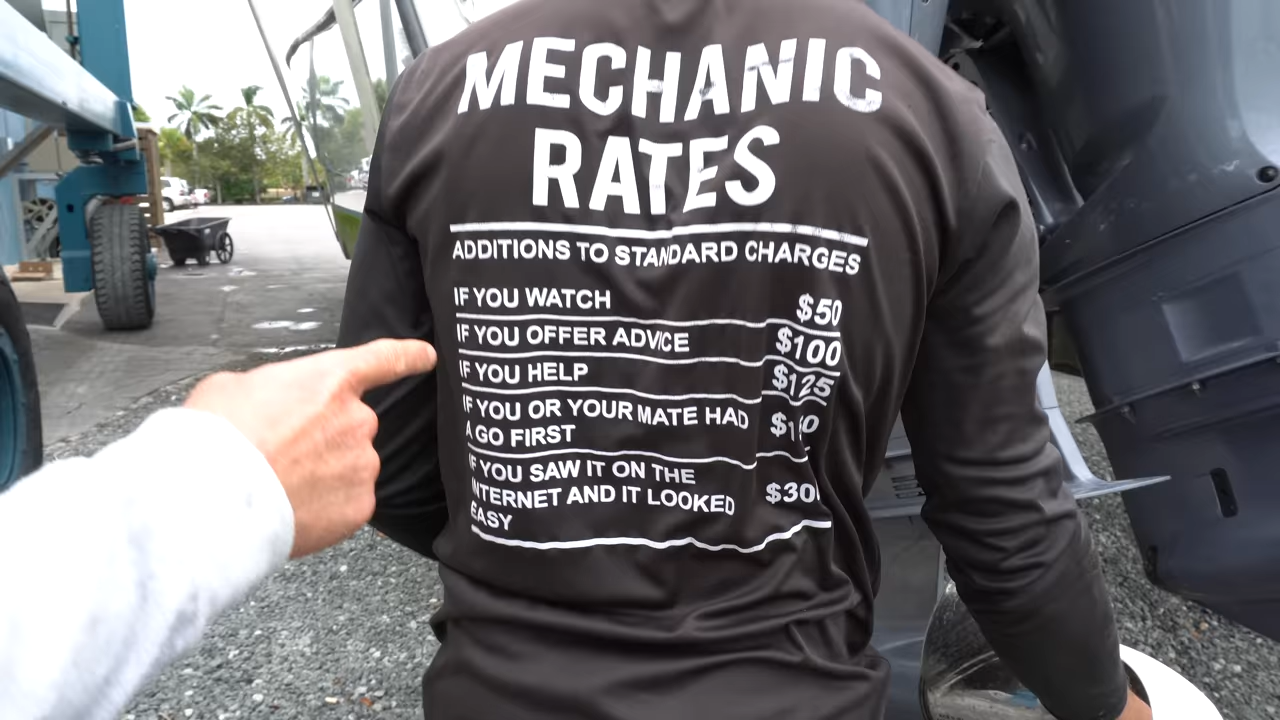 MECHANIC
RATES
ADDITIONS TO STANDARD CHARGES
IF YOU WATCH $50
IF YOU OFFER ADVICE $100
IF YOU HELP $125
IF YOU OR YOUR MATE HAD
A GO FIRST
IF YOU SAW IT ON THE
INTERNET AND IT LOOKED
EASY